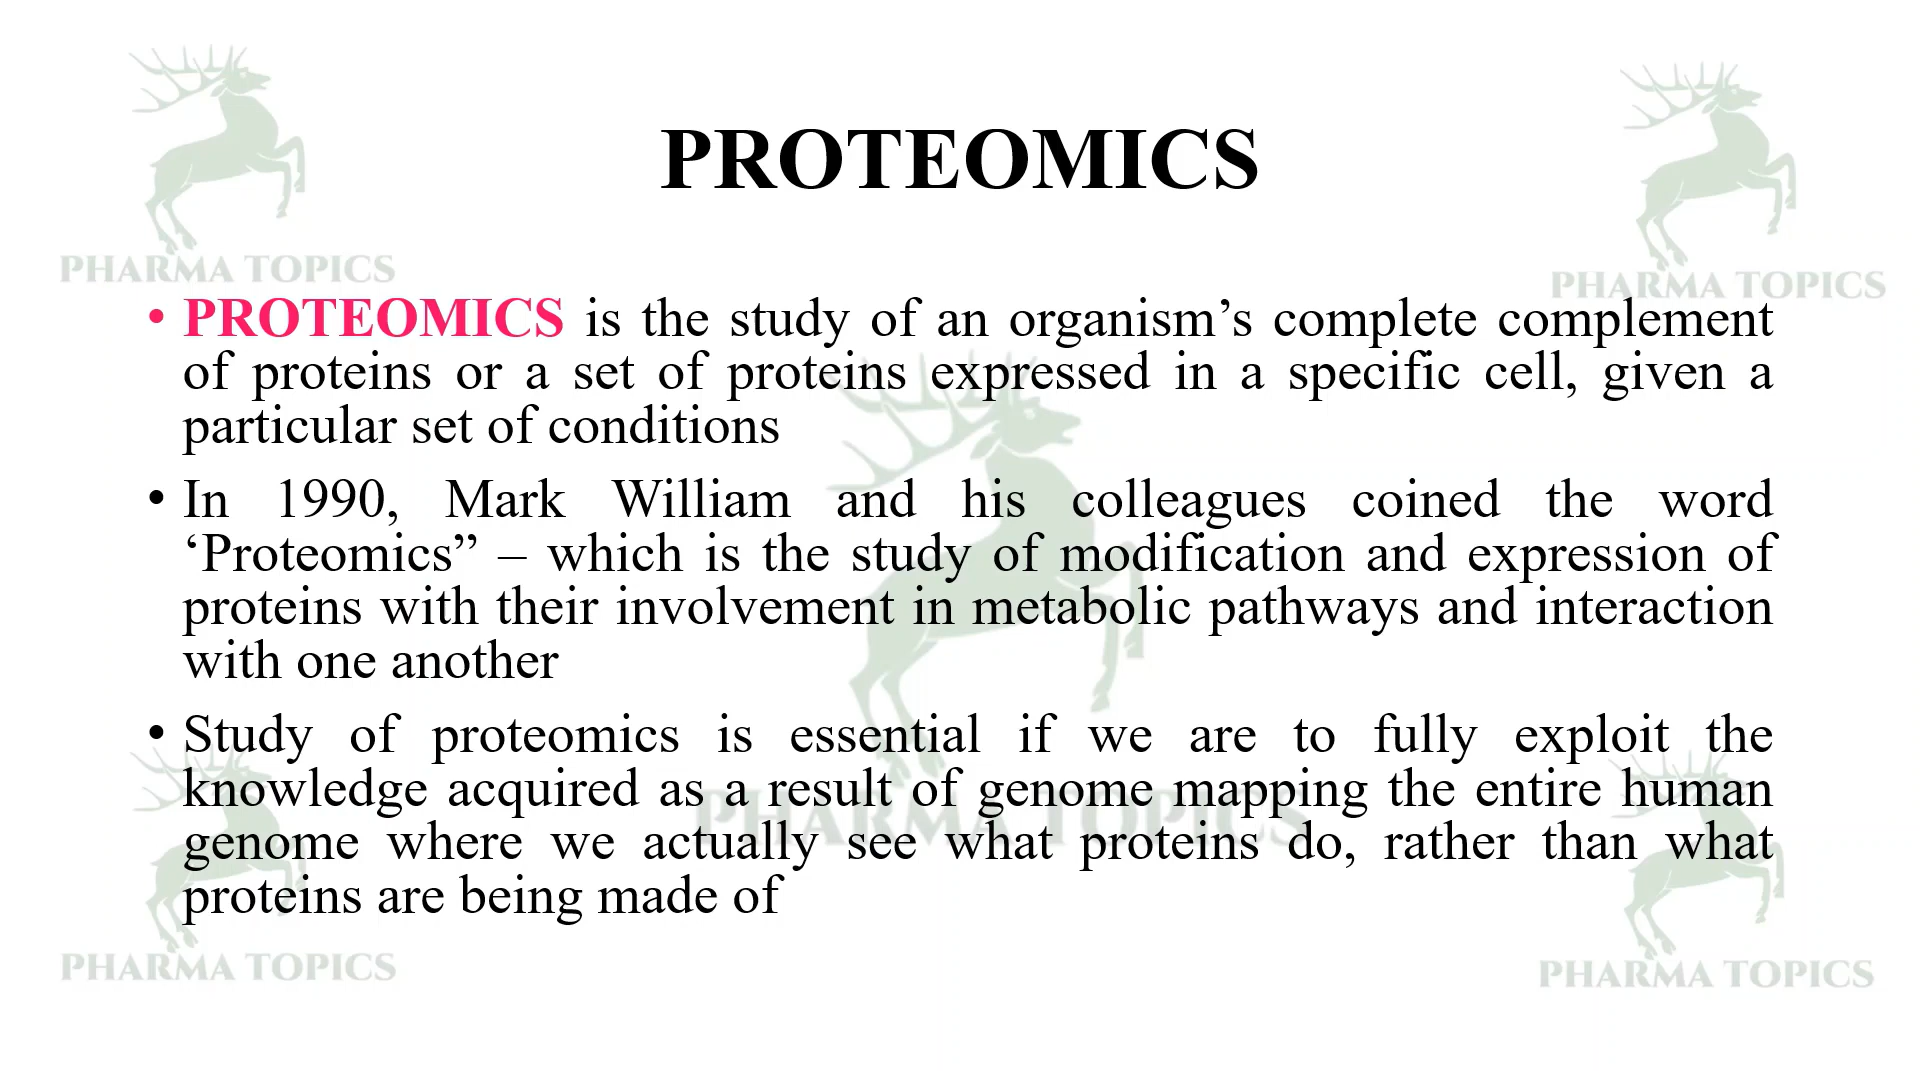 PROTEOMICS
PHARMA TOPICS
PHARMA TOPICS
• PROTEOMICS is the study of an organism’s complete complement
of proteins or a set of proteins expressed in a specific cell, given a
particular set of conditions
• In 1990, Mark William and his colleagues coined the word
‘Proteomics” – which is the study of modification and expression of
proteins with their involvement in metabolic pathways and interaction
with one another
• Study of proteomics is essential if we are to fully exploit the
knowledge acquired as a result of genome mapping the entire human
genome where we actually see what proteins do, rather than what
proteins are being made of
PHARMA TOPICS
PHARMA TOPICS
PHARMA TOPICS